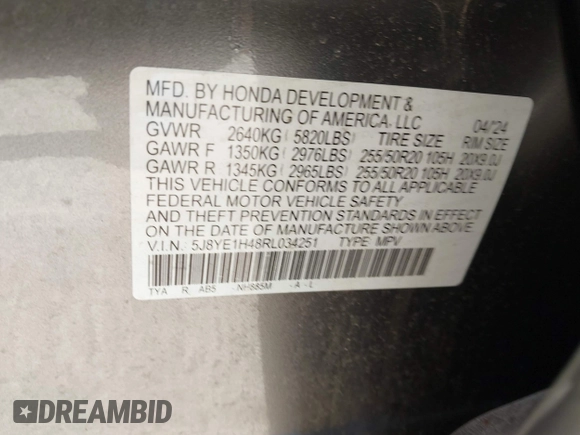 MFD. BY HONDA DEVELOPMENT &
MANUFACTURING OF AMERICA, LLC 04/24
GVWR 2640KG ( 5820LBS) TIRE SIZE RIM SIZE
GAWR F 1350KG ( 2976LBS) 255/50R20 105H 20X9.0J
GAWR R 1345KG ( 2965LBS) 255/50R20 105H 20X9.0J
THIS VEHICLE CONFORMS TO ALL APPLICABLE
FEDERAL MOTOR VEHICLE SAFETY
AND THEFT PREVENTION STANDARDS IN EFFECT
ON THE DATE OF MANUFACTURE SHOWN ABOVE.
V.I.N. 5J8YE1H48RL034251 TYPE MPV
TYA R. AB5 -NH885M -A -L
DREAMBID